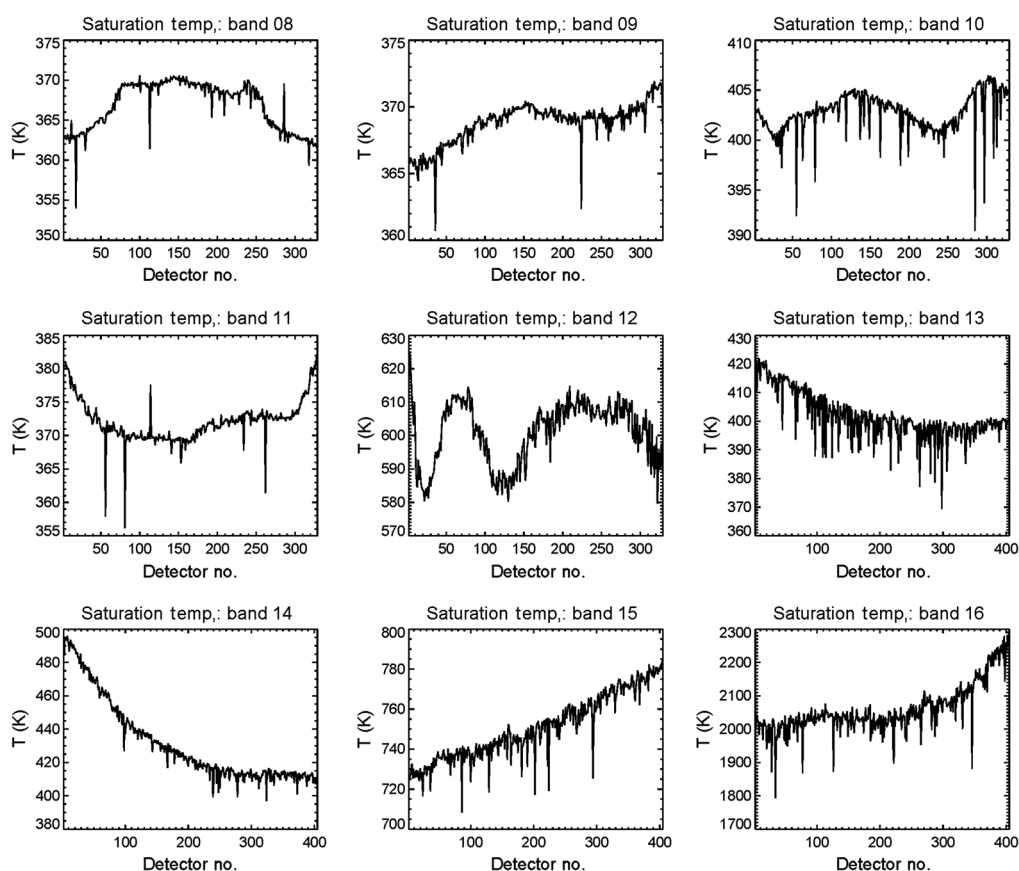 Saturation temp,: band 08
375
370
365
360
355
350
T (K)
50 100 150 200 250 300
Detector no.
Saturation temp,: band 09
375
370
365
360
T (K)
50 100 150 200 250 300
Detector no.
Saturation temp,: band 10
410
405
400
395
390
T (K)
50 100 150 200 250 300
Detector no.
Saturation temp,: band 11
385
380
375
370
365
360
355
T (K)
50 100 150 200 250 300
Detector no.
Saturation temp,: band 12
630
620
610
600
590
580
570
T (K)
50 100 150 200 250 300
Detector no.
Saturation temp,: band 13
430
420
410
400
390
380
370
360
T (K)
100 200 300 400
Detector no.
Saturation temp,: band 14
500
480
460
440
420
400
380
T (K)
100 200 300 400
Detector no.
Saturation temp,: band 15
800
780
760
740
720
700
T (K)
100 200 300 400
Detector no.
Saturation temp,: band 16
2300
2200
2100
2000
1900
1800
1700
T (K)
100 200 300 400
Detector no.